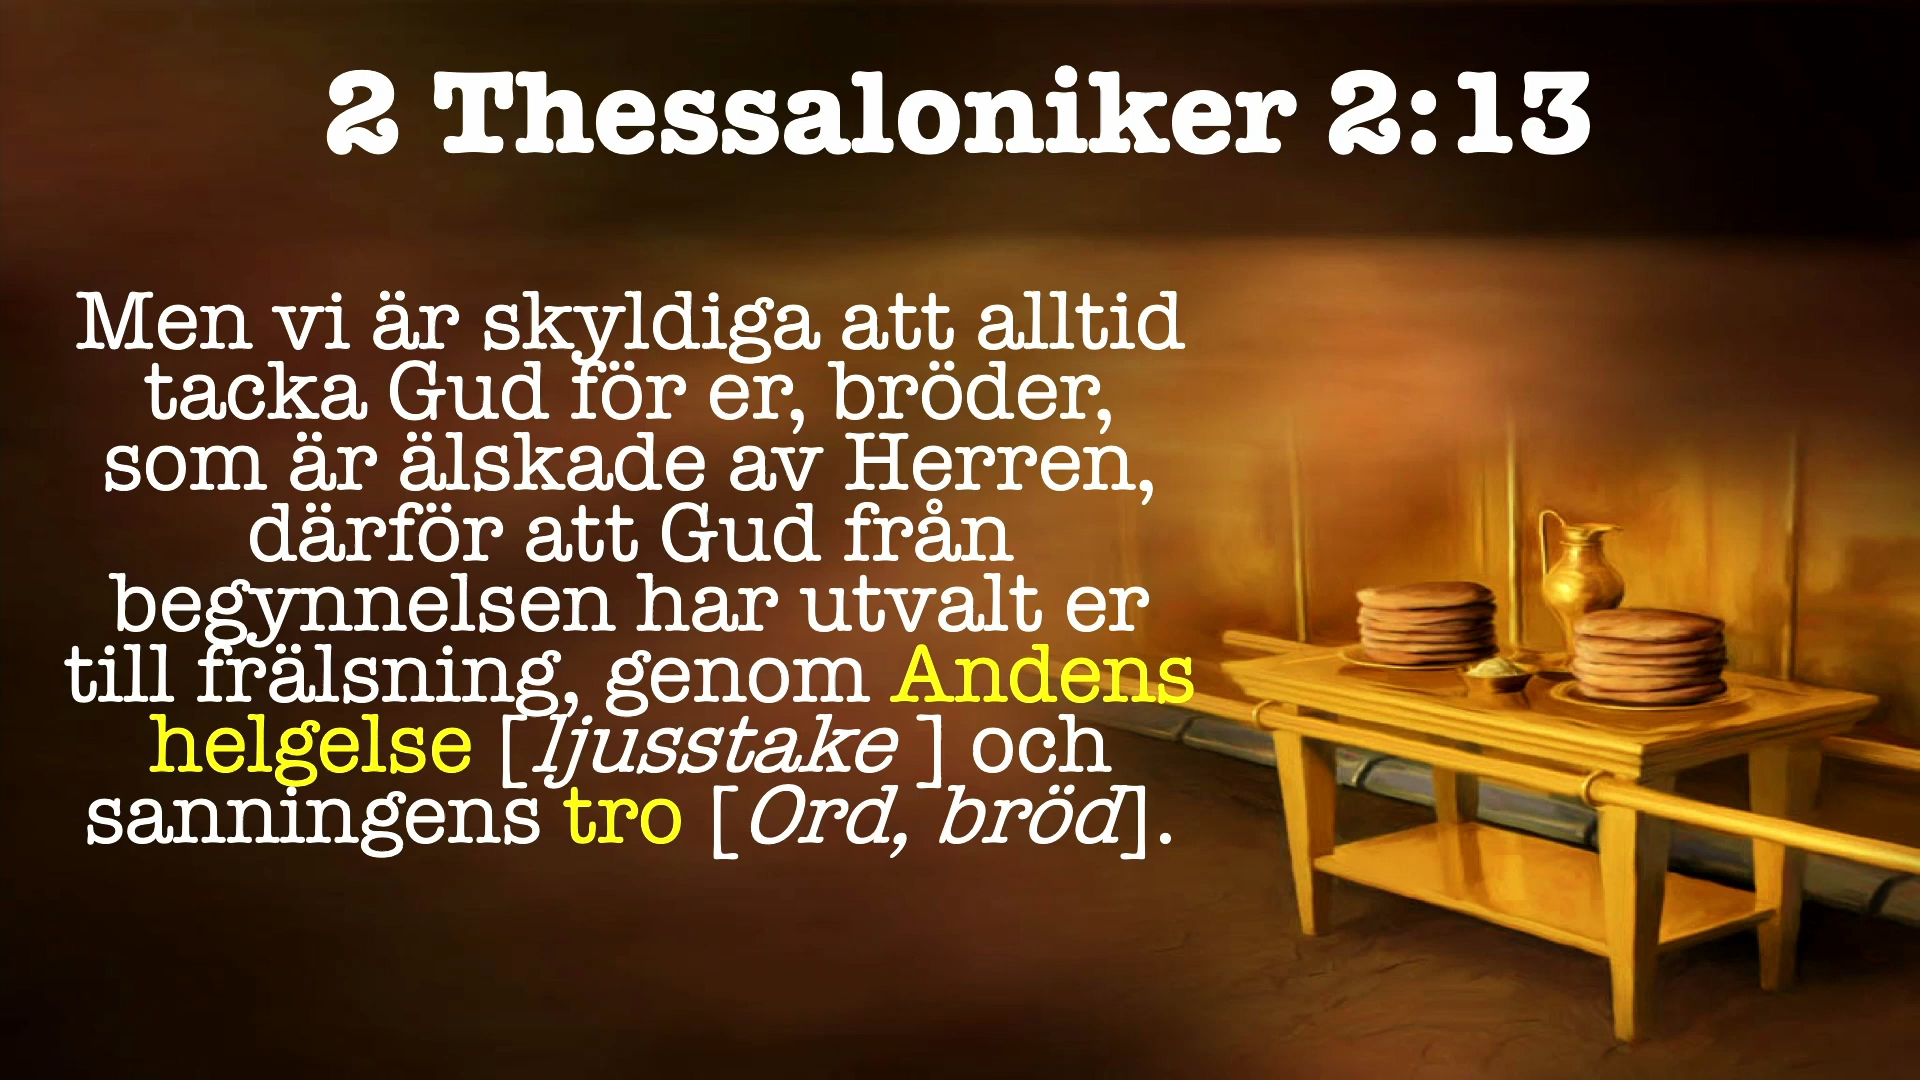 2 Thessaloniker 2:13
Men vi är skyldiga att alltid
tacka Gud för er, bröder,
som är älskade av Herren,
därför att Gud från
begynnelsen har utvalt er
till frälsning, genom Andens
helgelse [ljusstake ] och
sanningens tro [Ord, bröd].